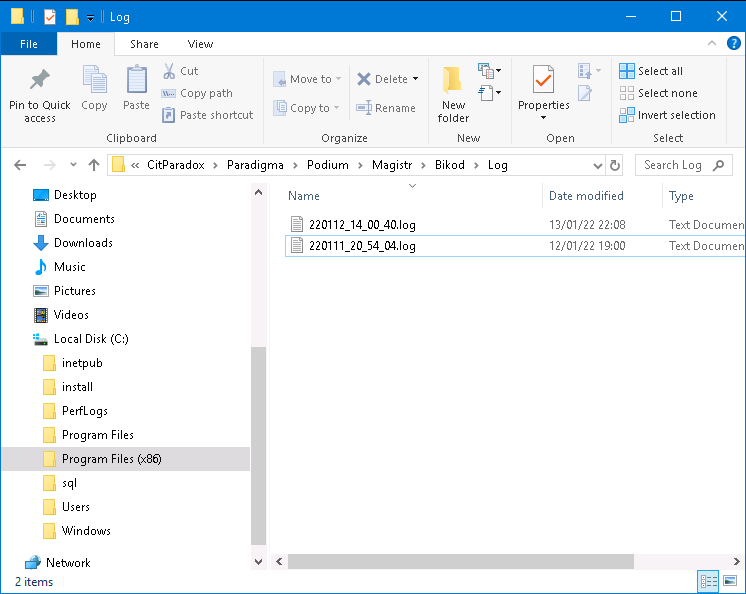 Log
File Home Share View
Pin to Quick access
Copy
Paste
Cut
Copy path
Paste shortcut
Clipboard
Move to
Copy to
Delete
Rename
Organize
New folder
New
Properties
Open
Select all
Select none
Invert selection
Select
« CitParadox > Paradigma > Podium > Magistr > Bikod > Log
Search Log
Desktop
Documents
Downloads
Music
Pictures
Videos
Local Disk (C:)
inetpub
install
PerfLogs
Program Files
Program Files (x86)
sql
Users
Windows
Network
Name Date modified Type
220112_14_00_40.log 13/01/22 22:08 Text Documen
220111_20_54_04.log 12/01/22 19:00 Text Documen
2 items